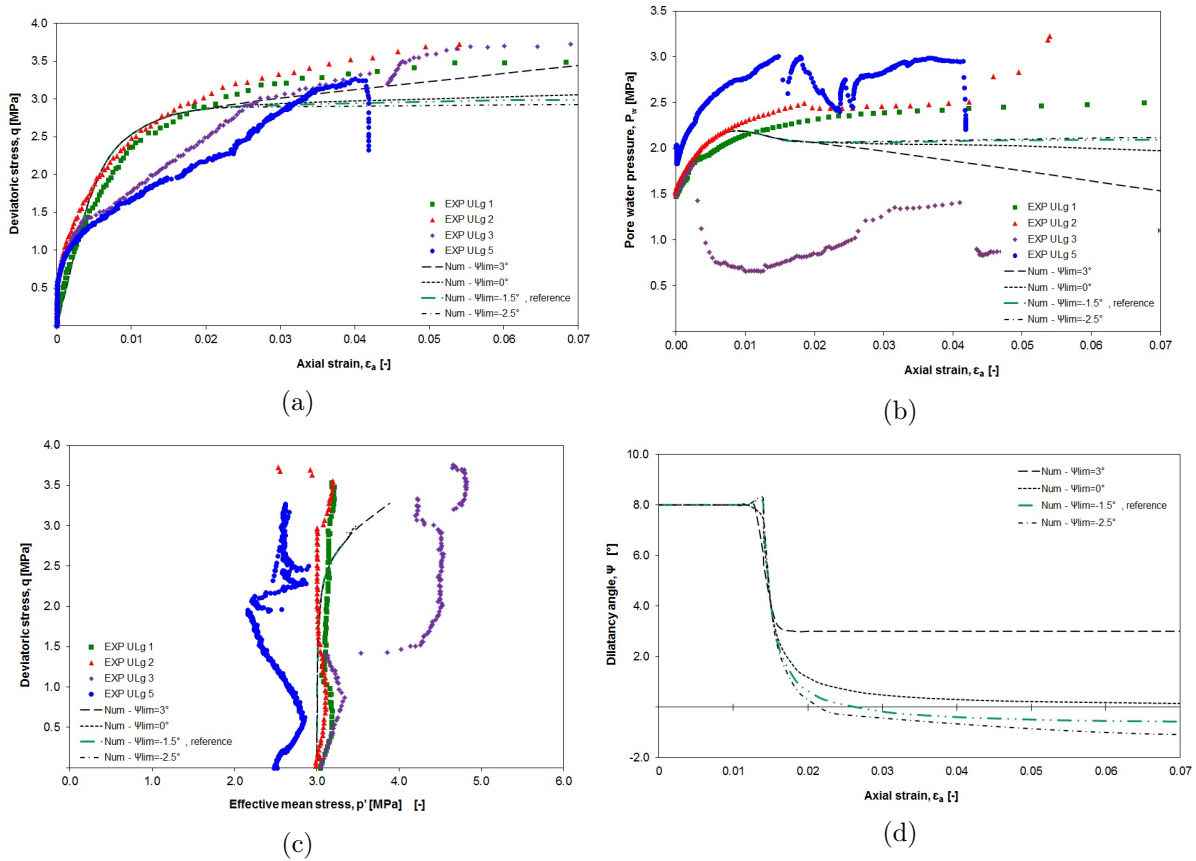 (a)
4.0
3.5
3.0
2.5
2.0
1.5
1.0
0.5
Deviatoric stress, q [MPa]
EXP ULg 1
EXP ULg 2
EXP ULg 3
EXP ULg 5
Num - Ψlim=3°
Num - Ψlim=0°
Num - Ψlim=-1.5° , reference
Num - Ψlim=-2.5°
0.00 0.01 0.02 0.03 0.04 0.05 0.06 0.07
Axial strain, εa [-]
(a)
(b)
3.5
3.0
2.5
2.0
1.5
1.0
0.5
Pore water pressure, Pw [MPa]
EXP ULg 1
EXP ULg 2
EXP ULg 3
EXP ULg 5
Num - Ψlim=3°
Num - Ψlim=0°
Num - Ψlim=-1.5° , reference
Num - Ψlim=-2.5°
0.00 0.01 0.02 0.03 0.04 0.05 0.06 0.07
Axial strain, εa [-]
(b)
(c)
4.0
3.5
3.0
2.5
2.0
1.5
1.0
0.5
Deviatoric stress, q [MPa]
EXP ULg 1
EXP ULg 2
EXP ULg 3
EXP ULg 5
Num - Ψlim=3°
Num - Ψlim=0°
Num - Ψlim=-1.5° , reference
Num - Ψlim=-2.5°
0.0 1.0 2.0 3.0 4.0 5.0 6.0
Effective mean stress, p' [MPa] [-]
(c)
(d)
10.0
8.0
6.0
4.0
2.0
-2.0
Dilatancy angle, Ψ [°]
Num - Ψlim=3°
Num - Ψlim=0°
Num - Ψlim=-1.5° , reference
Num - Ψlim=-2.5°
0 0.01 0.02 0.03 0.04 0.05 0.06 0.07
Axial strain, εa [-]
(d)